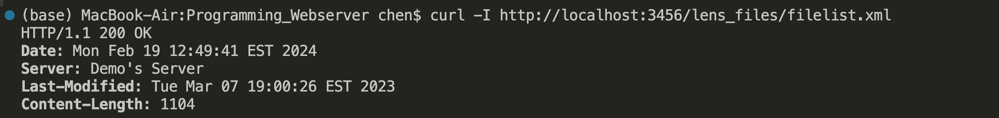 (base) MacBook-Air:Programming_Webserver chen$ curl -I http://localhost:3456/lens_files/filelist.xml
HTTP/1.1 200 OK
Date: Mon Feb 19 12:49:41 EST 2024
Server: Demo's Server
Last-Modified: Tue Mar 07 19:00:26 EST 2023
Content-Length: 1104